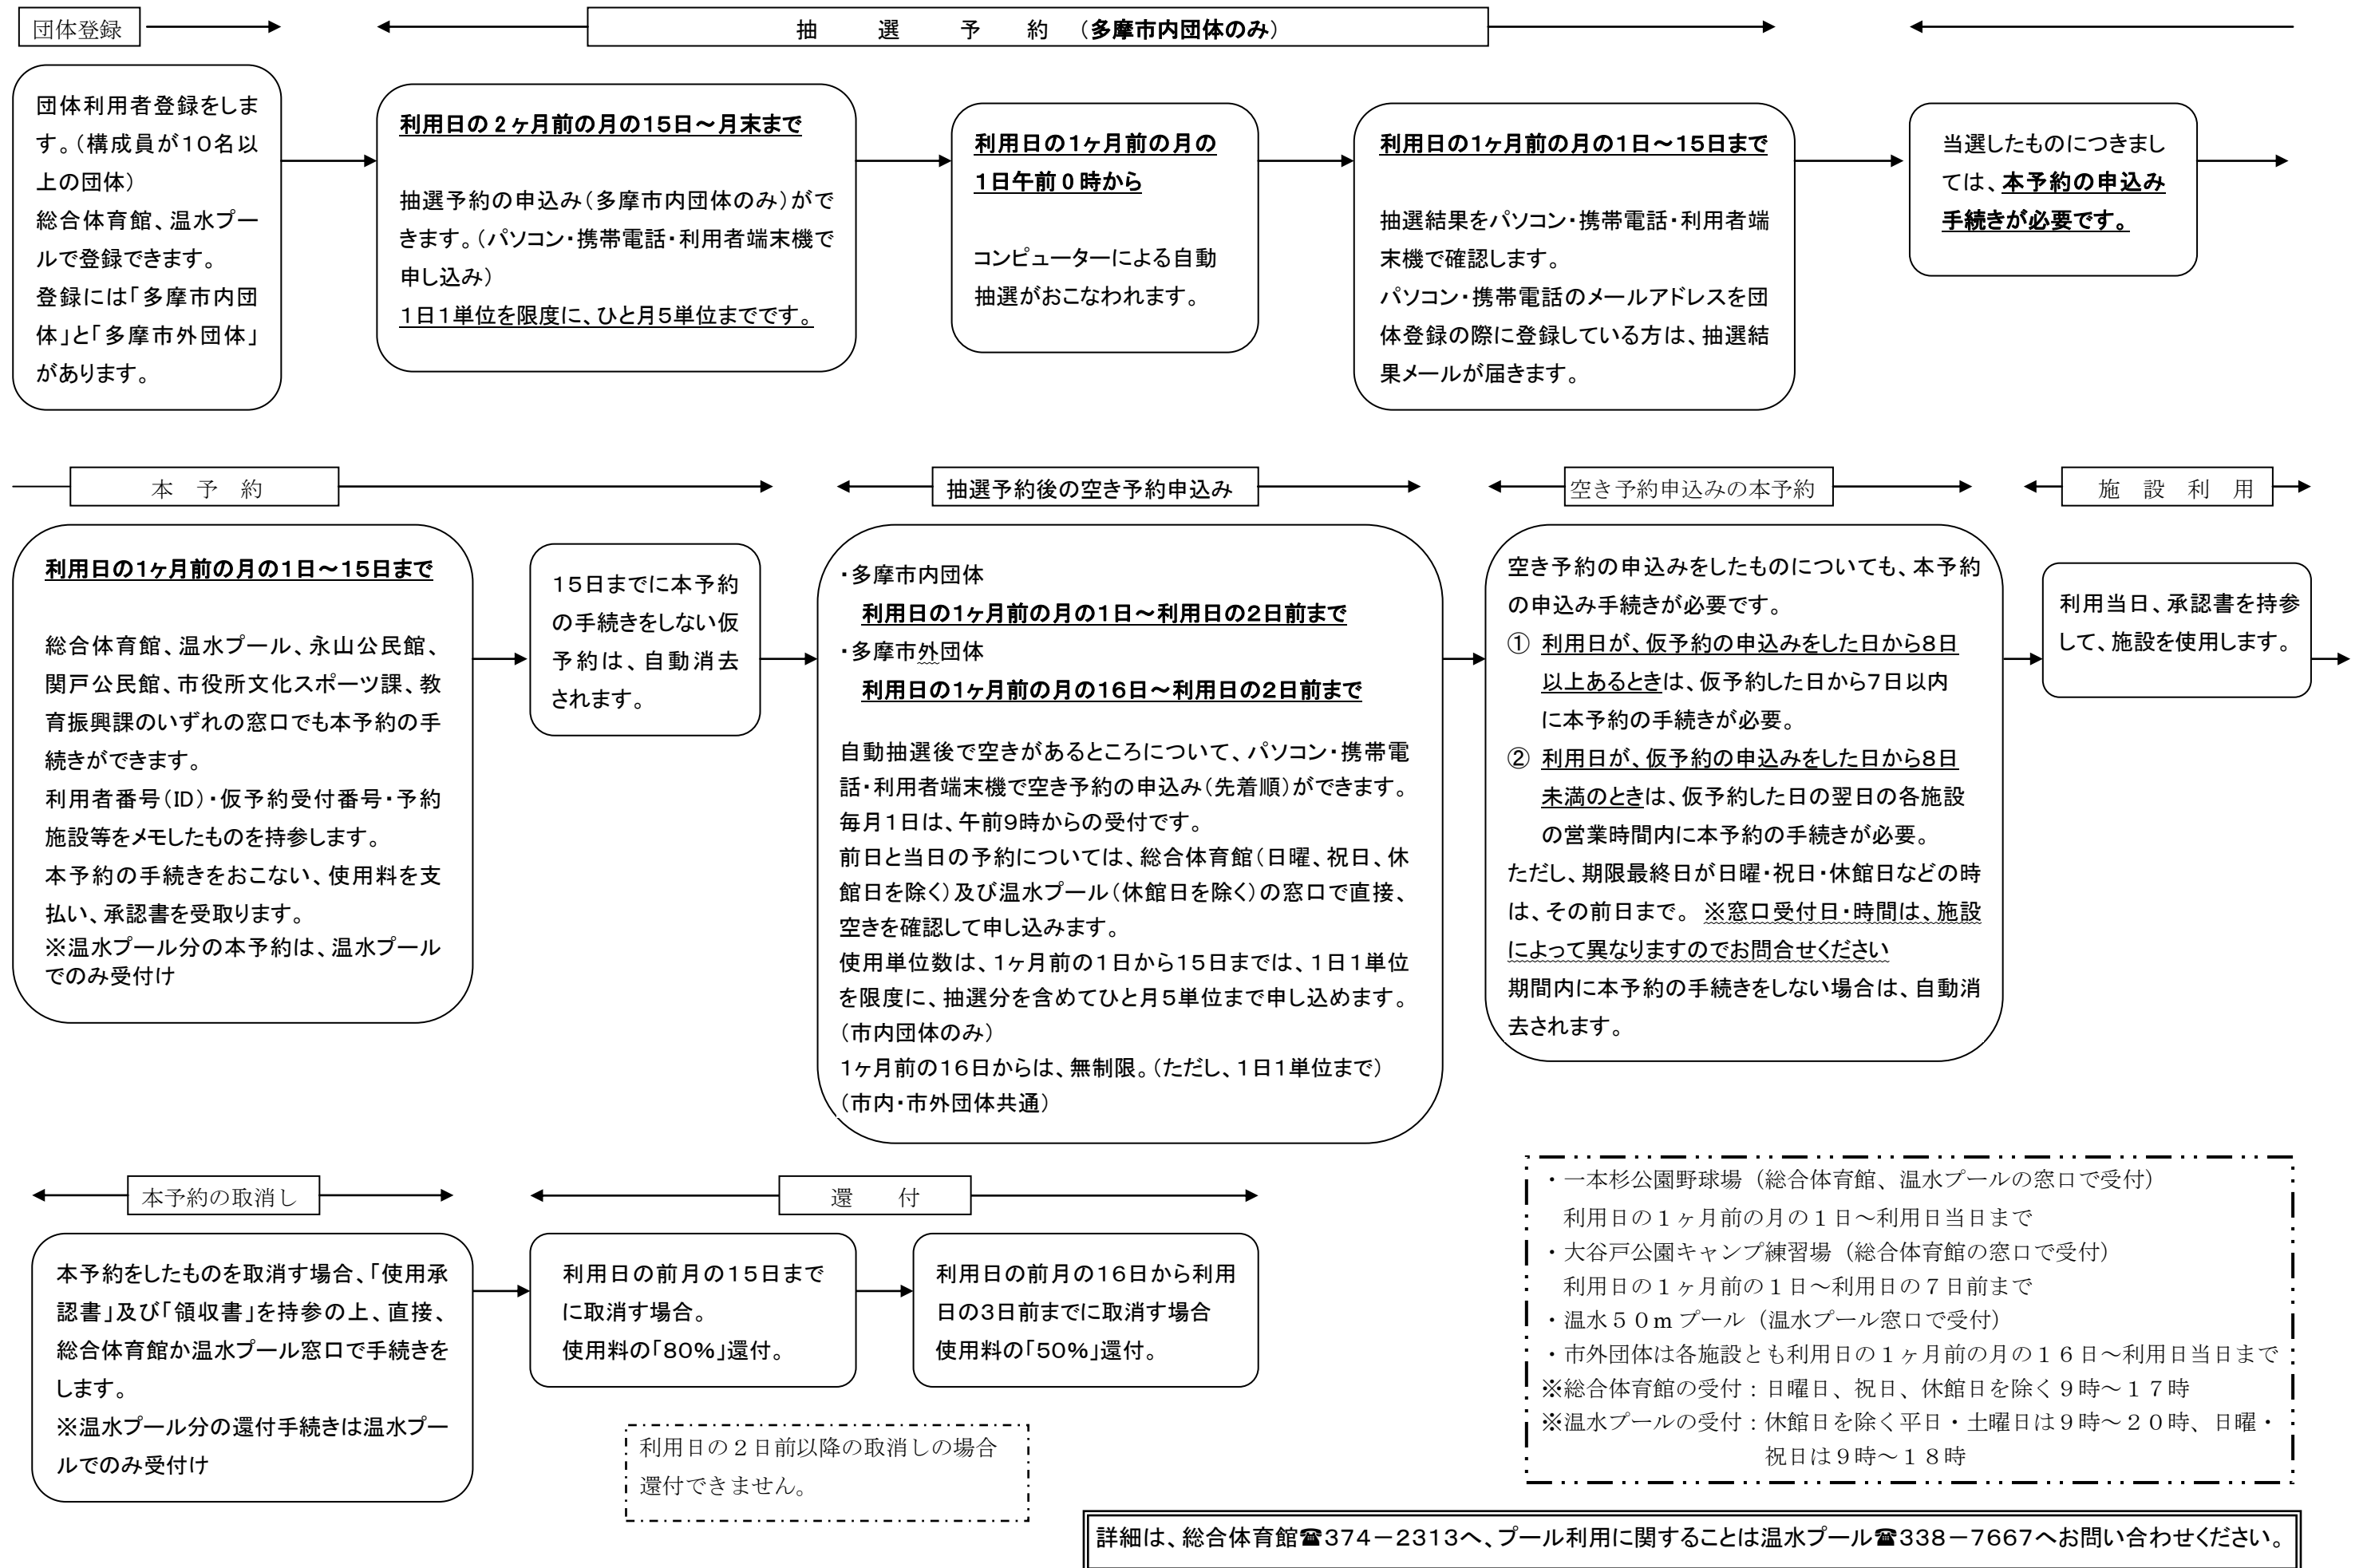 団体登録
抽 選 予 約 （多摩市内団体のみ）
団体利用者登録をしま
す。（構成員が10名以
上の団体）
総合体育館、温水プー
ルで登録できます。
登録には「多摩市内団
体」と「多摩市外団体」
があります。
利用日の２ヶ月前の月の15日～月末まで
抽選予約の申込み（多摩市内団体のみ）がで
きます。（パソコン・携帯電話・利用者端末機で
申し込み）
1日1単位を限度に、ひと月5単位までです。
利用日の1ヶ月前の月の
1日午前０時から
コンピューターによる自動
抽選がおこなわれます。
利用日の1ヶ月前の月の1日～15日まで
抽選結果をパソコン・携帯電話・利用者端
末機で確認します。
パソコン・携帯電話のメールアドレスを団
体登録の際に登録している方は、抽選結
果メールが届きます。
当選したものにつきまし
ては、本予約の申込み
手続きが必要です。
本 予 約
利用日の1ヶ月前の月の1日～15日まで
総合体育館、温水プール、永山公民館、
関戸公民館、市役所文化スポーツ課、教
育振興課のいずれの窓口でも本予約の手
続きができます。
利用者番号（ID）・仮予約受付番号・予約
施設等をメモしたものを持参します。
本予約の手続きをおこない、使用料を支
払い、承認書を受取ります。
※温水プール分の本予約は、温水プール
でのみ受付け
15日までに本予約
の手続きをしない仮
予約は、自動消去
されます。
抽選予約後の空き予約申込み
・多摩市内団体
利用日の1ヶ月前の月の1日～利用日の2日前まで
・多摩市外団体
利用日の1ヶ月前の月の16日～利用日の2日前まで
自動抽選後で空きがあるところについて、パソコン・携帯電
話・利用者端末機で空き予約の申込み（先着順）ができます。
毎月1日は、午前9時からの受付です。
前日と当日の予約については、総合体育館（日曜、祝日、休
館日を除く）及び温水プール（休館日を除く）の窓口で直接、
空きを確認して申し込みます。
使用単位数は、1ヶ月前の1日から15日までは、1日1単位
を限度に、抽選分を含めてひと月5単位まで申し込めます。
（市内団体のみ）
1ヶ月前の16日からは、無制限。（ただし、1日1単位まで）
（市内・市外団体共通）
空き予約申込みの本予約
空き予約の申込みをしたものについても、本予約
の申込み手続きが必要です。
① 利用日が、仮予約の申込みをした日から8日
以上あるときは、仮予約した日から7日以内
に本予約の手続きが必要。
② 利用日が、仮予約の申込みをした日から8日
未満のときは、仮予約した日の翌日の各施設
の営業時間内に本予約の手続きが必要。
ただし、期限最終日が日曜・祝日・休館日などの時
は、その前日まで。 ※窓口受付日・時間は、施設
によって異なりますのでお問合せください
期間内に本予約の手続きをしない場合は、自動消
去されます。
施 設 利 用
利用当日、承認書を持参
して、施設を使用します。
本予約の取消し
本予約をしたものを取消す場合、「使用承
認書」及び「領収書」を持参の上、直接、
総合体育館か温水プール窓口で手続きを
します。
※温水プール分の還付手続きは温水プー
ルでのみ受付け
還 付
利用日の前月の15日まで
に取消す場合。
使用料の「80%」還付。
利用日の前月の16日から利用
日の3日前までに取消す場合
使用料の「50%」還付。
利用日の２日前以降の取消しの場合
還付できません。
・一本杉公園野球場（総合体育館、温水プールの窓口で受付）
利用日の１ヶ月前の月の１日～利用日当日まで
・大谷戸公園キャンプ練習場（総合体育館の窓口で受付）
利用日の１ヶ月前の１日～利用日の７日前まで
・温水５０ｍプール（温水プール窓口で受付）
・市外団体は各施設とも利用日の１ヶ月前の月の１６日～利用日当日まで
※総合体育館の受付：日曜日、祝日、休館日を除く９時～１７時
※温水プールの受付：休館日を除く平日・土曜日は９時～２０時、日曜・
祝日は９時～１８時
詳細は、総合体育館☎374－2313へ、プール利用に関することは温水プール☎338－7667へお問い合わせください。